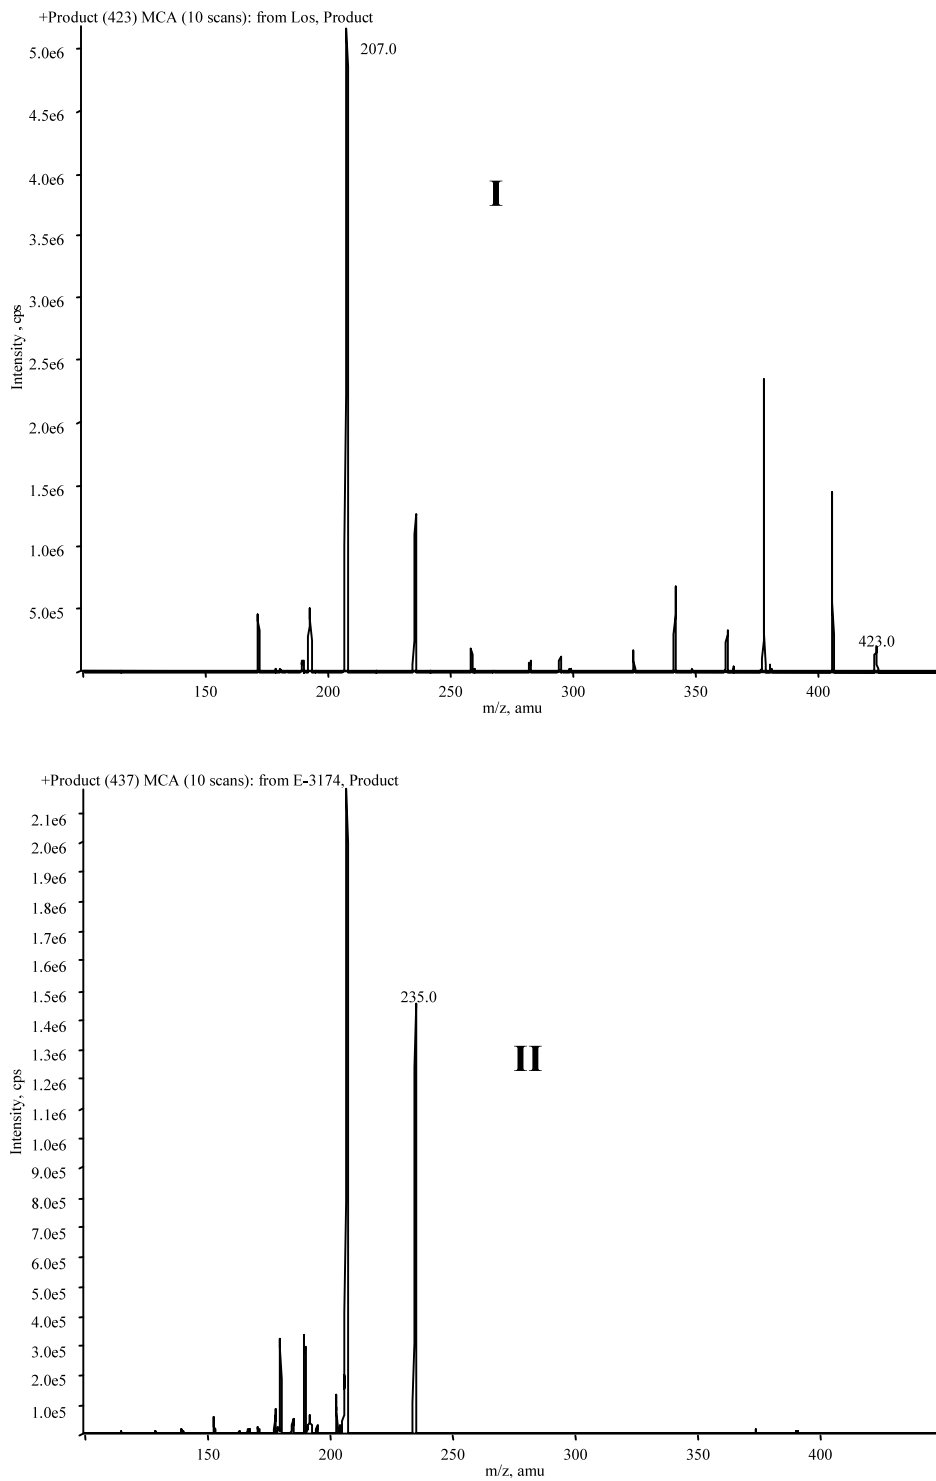 +Product (423) MCA (10 scans): from Los, Product
5.0e6
207.0
4.5e6
4.0e6
I
3.5e6
3.0e6
Intensity , cps
2.5e6
2.0e6
1.5e6
1.0e6
5.0e5
423.0
150 200 250 300 350 400
m/z, amu
+Product (437) MCA (10 scans): from E-3174, Product
2.1e6
2.0e6
1.9e6
1.8e6
1.7e6
1.6e6
1.5e6
235.0
1.4e6
1.3e6
II
1.2e6
Intensity, cps
1.1e6
1.0e6
9.0e5
8.0e5
7.0e5
6.0e5
5.0e5
4.0e5
3.0e5
2.0e5
1.0e5
150 200 250 300 350 400
m/z, amu